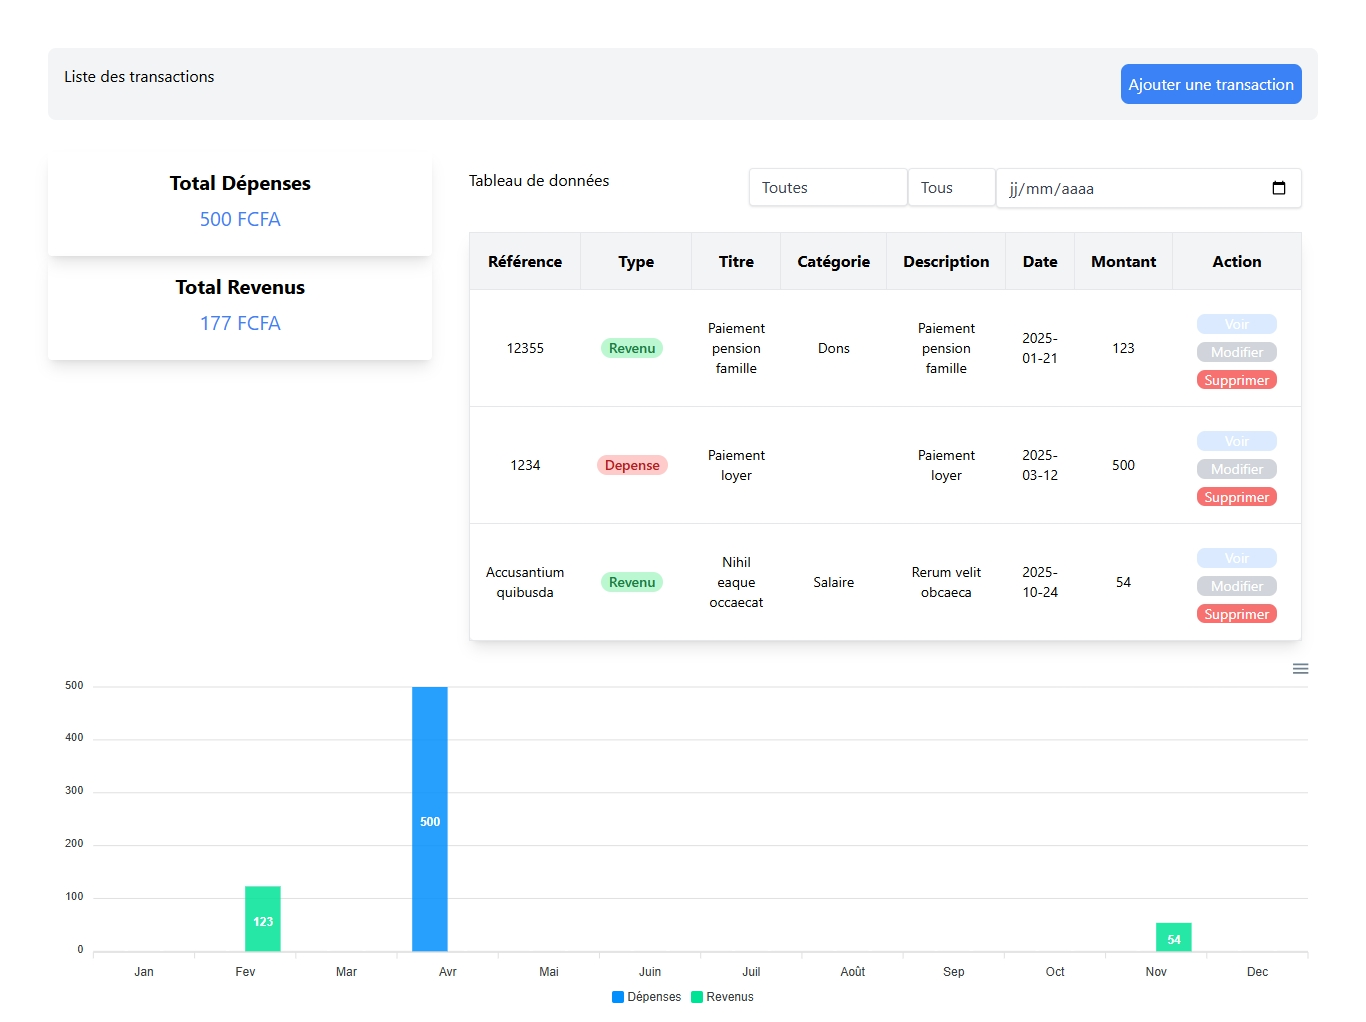 Liste des transactions
Ajouter une transaction
Total Dépenses
500 FCFA
Total Revenus
177 FCFA
Tableau de données
Toutes
Tous
jj/mm/aaaa
Référence Type Titre Catégorie Description Date Montant Action
12355
Revenu
Paiement
pension
famille
Dons
Paiement
pension
famille
2025-
01-21
123
Voir
Modifier
Supprimer
1234
Depense
Paiement
loyer
Paiement
loyer
2025-
03-12
500
Voir
Modifier
Supprimer
Accusantium
quibusda
Revenu
Nihil
eaque
occaecat
Salaire
Rerum velit
obcaeca
2025-
10-24
54
Voir
Modifier
Supprimer
500
400
300
200
100
0
500
123
54
Jan Fev Mar Avr Mai Juin Juil Août Sep Oct Nov Dec
Dépenses Revenus